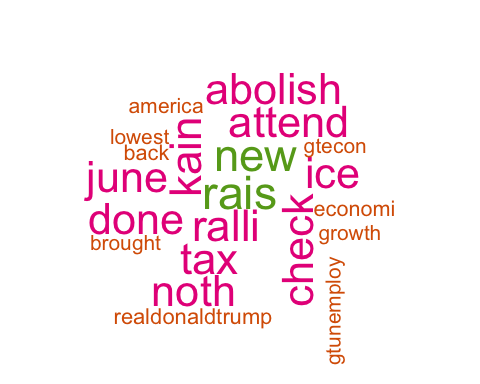 abolish
america
attend
lowest
kain
back
new
gtecon
june
ice
rais
check
economi
done
ralli
brought
growth
tax
noth
gtunemploy
realdonaldtrump